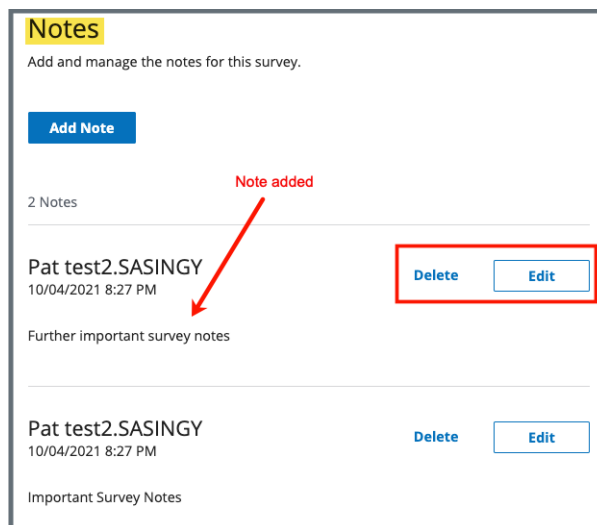 Notes
Add and manage the notes for this survey.
Add Note
Note added
2 Notes
Pat test2.SASINGY
Delete
Edit
10/04/2021 8:27 PM
Further important survey notes
Pat test2.SASINGY
Delete
Edit
10/04/2021 8:27 PM
Important Survey Notes